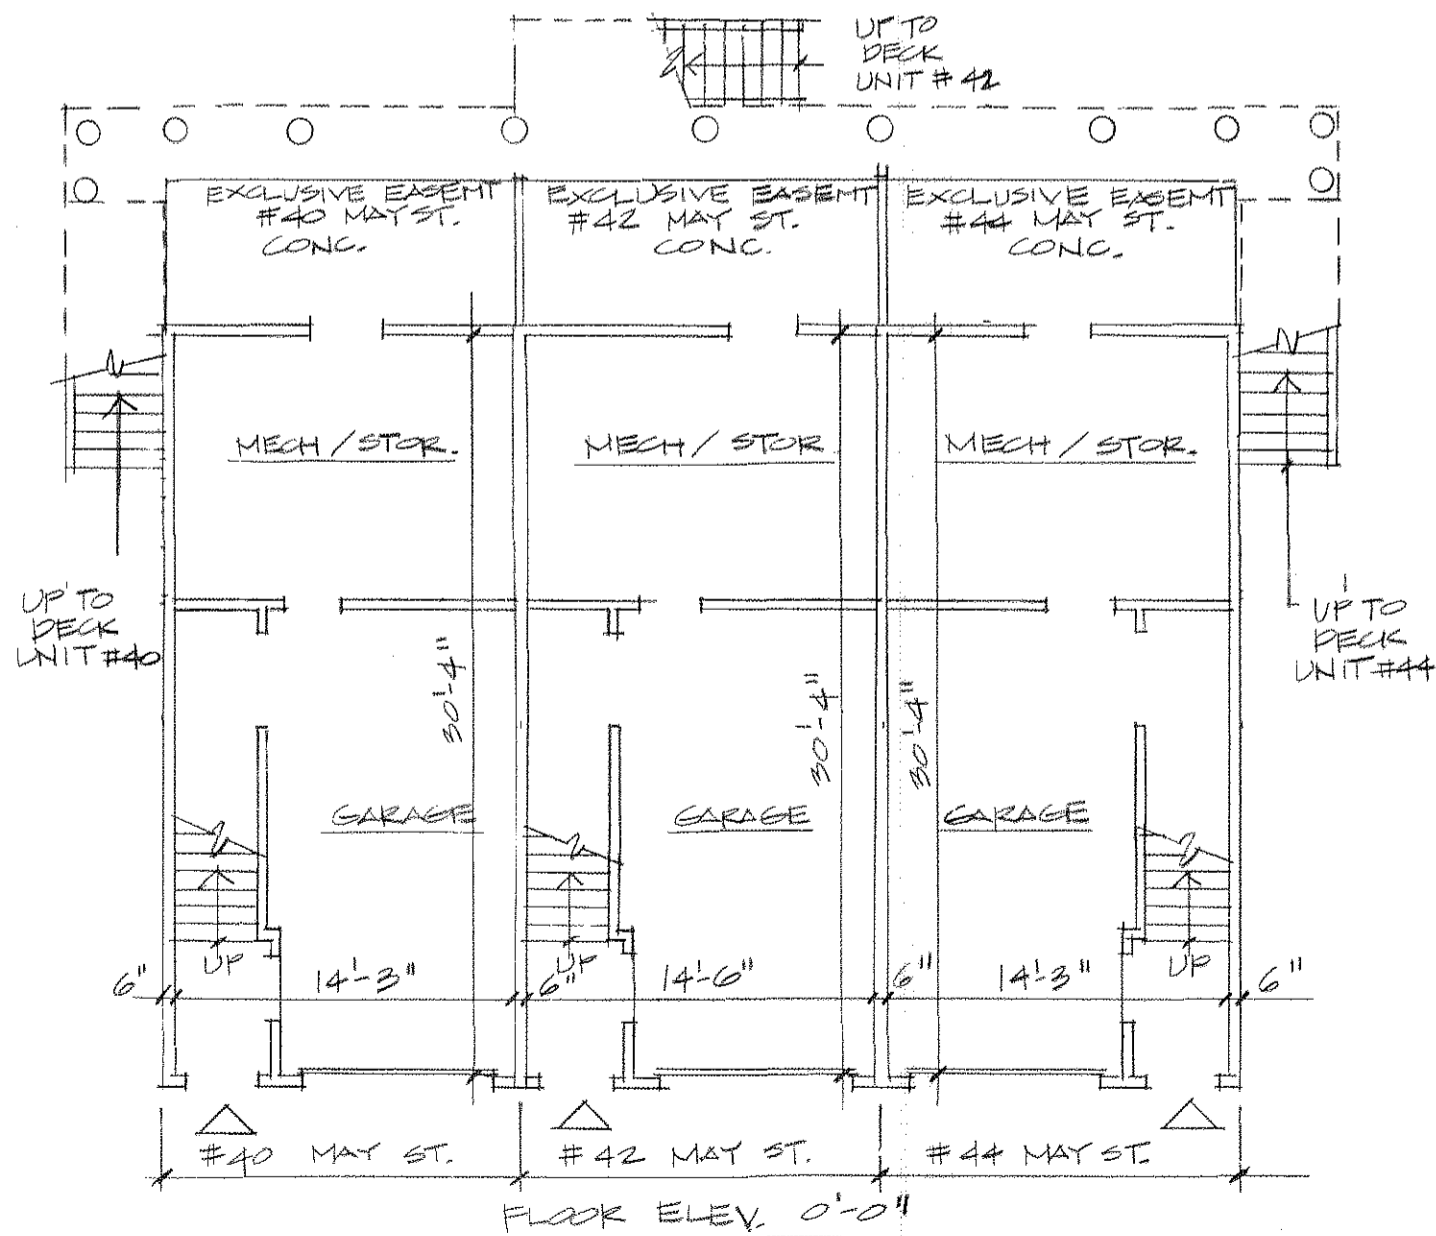 UP TO
DECK
UNIT #42
EXCLUSIVE EASEMT
#40 MAY ST.
CONC.
EXCLUSIVE EASEMT
#42 MAY ST.
CONC.
EXCLUSIVE EASEMT
#44 MAY ST.
CONC.
MECH / STOR.
MECH / STOR
MECH / STOR.
UP TO
DECK
UNIT #40
UP TO
DECK
UNIT #44
30'-4"
30'-4"
30'-4"
GARAGE
GARAGE
GARAGE
UP
UP
UP
6"
14'-3"
6"
14'-6"
6"
14'-3"
6"
#40 MAY ST.
#42 MAY ST.
#44 MAY ST.
FLOOR ELEV. 0'-0"